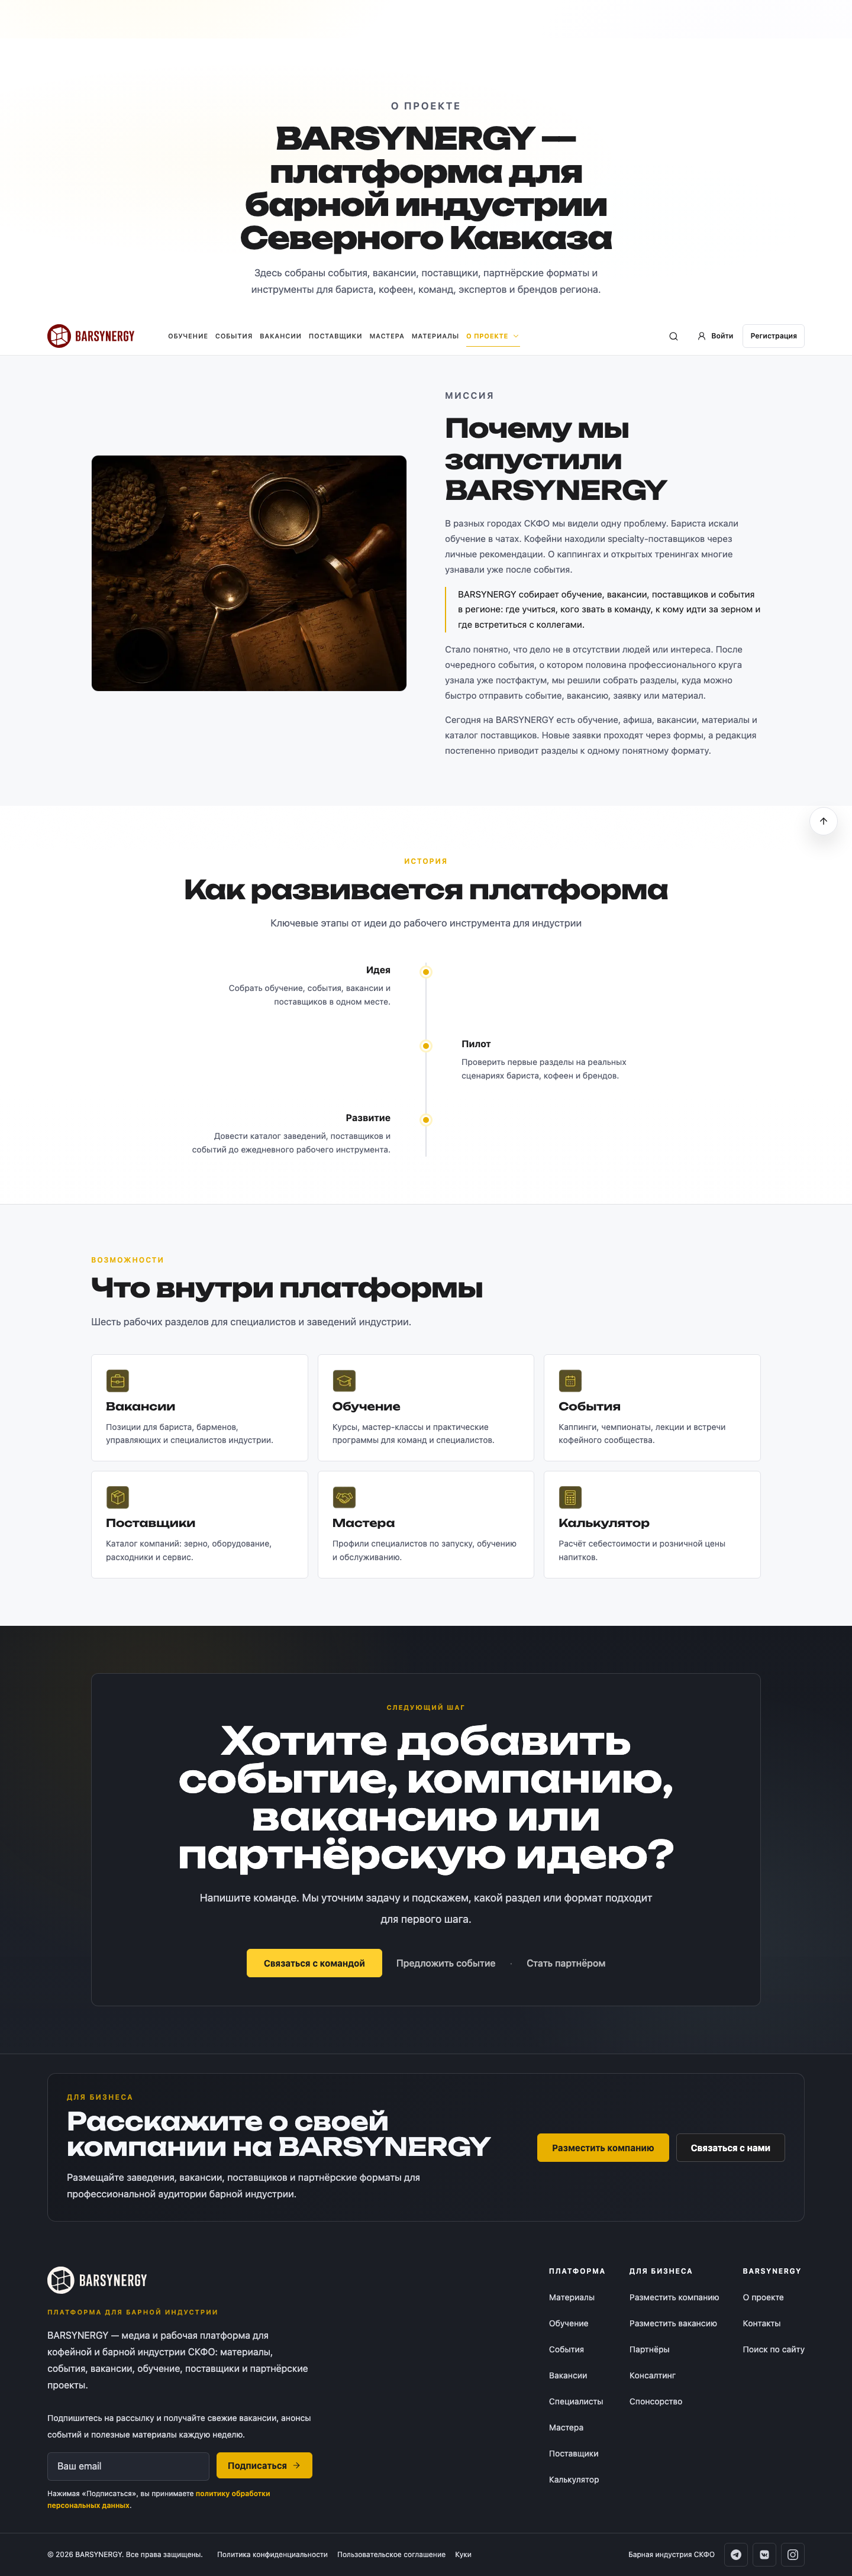 О ПРОЕКТЕ
BARSYNERGY —
платформа для
барной индустрии
Северного Кавказа
Здесь собраны события, вакансии, поставщики, партнёрские форматы и
инструменты для бариста, кофеен, команд, экспертов и брендов региона.
BARSYNERGY
ОБУЧЕНИЕ СОБЫТИЯ ВАКАНСИИ ПОСТАВЩИКИ МАСТЕРА МАТЕРИАЛЫ О ПРОЕКТЕ Войти Регистрация
МИССИЯ
Почему мы
запустили
BARSYNERGY
В разных городах СКФО мы видели одну проблему. Бариста искали
обучение в чатах. Кофейни находили specialty-поставщиков через
личные рекомендации. О каппингах и открытых тренингах многие
узнавали уже после события.
BARSYNERGY собирает обучение, вакансии, поставщиков и события
в регионе: где учиться, кого звать в команду, к кому идти за зерном и
где встретиться с коллегами.
Стало понятно, что дело не в отсутствии людей или интереса. После
очередного события, о котором половина профессионального круга
узнала уже постфактум, мы решили собрать разделы, куда можно
быстро отправить событие, вакансию, заявку или материал.
Сегодня на BARSYNERGY есть обучение, афиша, вакансии, материалы и
каталог поставщиков. Новые заявки проходят через формы, а редакция
постепенно приводит разделы к одному понятному формату.
ИСТОРИЯ
Как развивается платформа
Ключевые этапы от идеи до рабочего инструмента для индустрии
Идея
Собрать обучение, события, вакансии и
поставщиков в одном месте.
Пилот
Проверить первые разделы на реальных
сценариях бариста, кофеен и брендов.
Развитие
Довести каталог заведений, поставщиков и
событий до ежедневного рабочего инструмента.
ВОЗМОЖНОСТИ
Что внутри платформы
Шесть рабочих разделов для специалистов и заведений индустрии.
Вакансии
Позиции для бариста, барменов,
управляющих и специалистов индустрии.
Обучение
Курсы, мастер-классы и практические
программы для команд и специалистов.
События
Каппинги, чемпионаты, лекции и встречи
кофейного сообщества.
Поставщики
Каталог компаний: зерно, оборудование,
расходники и сервис.
Мастера
Профили специалистов по запуску, обучению
и обслуживанию.
Калькулятор
Расчёт себестоимости и розничной цены
напитков.
СЛЕДУЮЩИЙ ШАГ
Хотите добавить
событие, компанию,
вакансию или
партнёрскую идею?
Напишите команде. Мы уточним задачу и подскажем, какой раздел или формат подходит
для первого шага.
Связаться с командой Предложить событие · Стать партнёром
ДЛЯ БИЗНЕСА
Расскажите о своей
компании на BARSYNERGY
Размещайте заведения, вакансии, поставщиков и партнёрские форматы для
профессиональной аудитории барной индустрии.
Разместить компанию Связаться с нами
BARSYNERGY
ПЛАТФОРМА ДЛЯ БАРНОЙ ИНДУСТРИИ
BARSYNERGY — медиа и рабочая платформа для
кофейной и барной индустрии СКФО: материалы,
события, вакансии, обучение, поставщики и партнёрские
проекты.
Подпишитесь на рассылку и получайте свежие вакансии, анонсы
событий и полезные материалы каждую неделю.
Ваш email Подписаться
Нажимая «Подписаться», вы принимаете политику обработки
персональных данных.
ПЛАТФОРМА
Материалы
Обучение
События
Вакансии
Специалисты
Мастера
Поставщики
Калькулятор
ДЛЯ БИЗНЕСА
Разместить компанию
Разместить вакансию
Партнёры
Консалтинг
Спонсорство
BARSYNERGY
О проекте
Контакты
Поиск по сайту
© 2026 BARSYNERGY. Все права защищены. Политика конфиденциальности Пользовательское соглашение Куки Барная индустрия СКФО